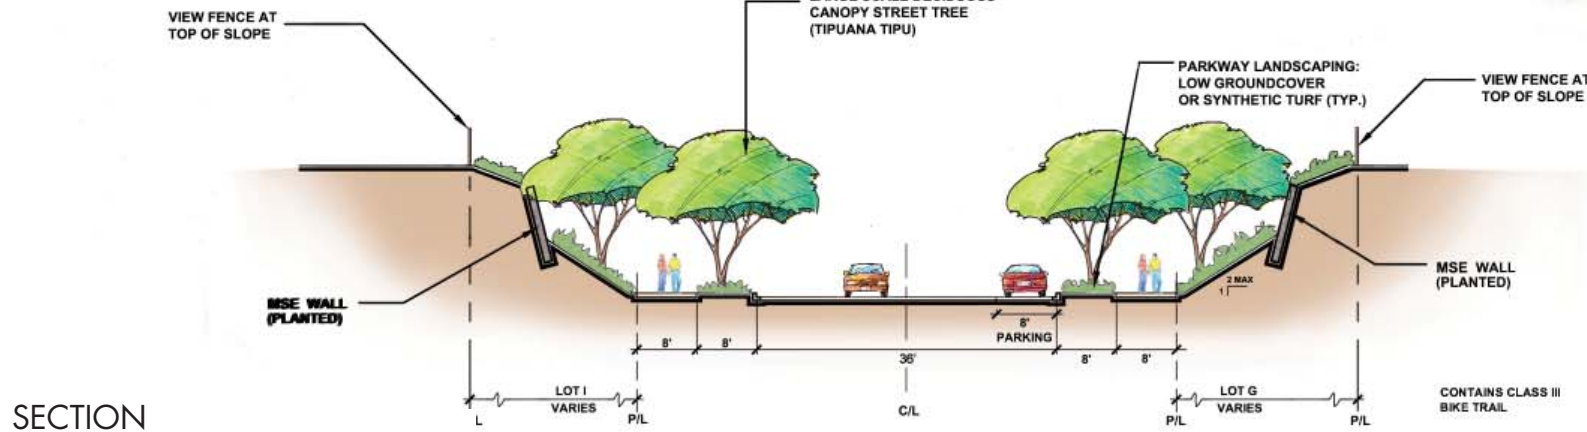 CANOPY STREET TREE
(TIPUANA TIPU)
VIEW FENCE AT
TOP OF SLOPE
PARKWAY LANDSCAPING:
LOW GROUNDCOVER
OR SYNTHETIC TURF (TYP.)
VIEW FENCE AT
TOP OF SLOPE
MSE WALL
(PLANTED)
MSE WALL
(PLANTED)
2 MAX
1
8'
PARKING
8'
8'
36'
8'
8'
LOT I
VARIES
LOT G
VARIES
L
P/L
C/L
P/L
P/L
CONTAINS CLASS III
BIKE TRAIL
SECTION